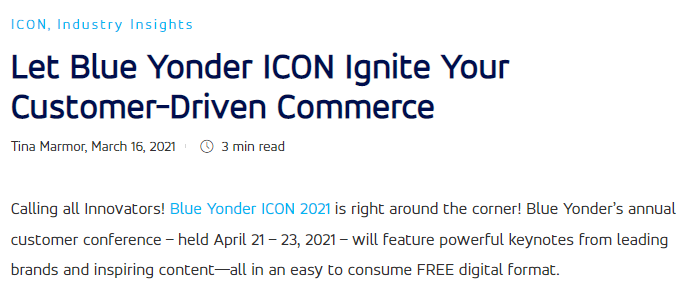 ICON, Industry Insights
Let Blue Yonder ICON Ignite Your
Customer-Driven Commerce
Tina Marmor, March 16, 2021 3 min read
Calling all Innovators! Blue Yonder ICON 2021 is right around the corner! Blue Yonder's annual
customer conference – held April 21 – 23, 2021 – will feature powerful keynotes from leading
brands and inspiring content—all in an easy to consume FREE digital format.